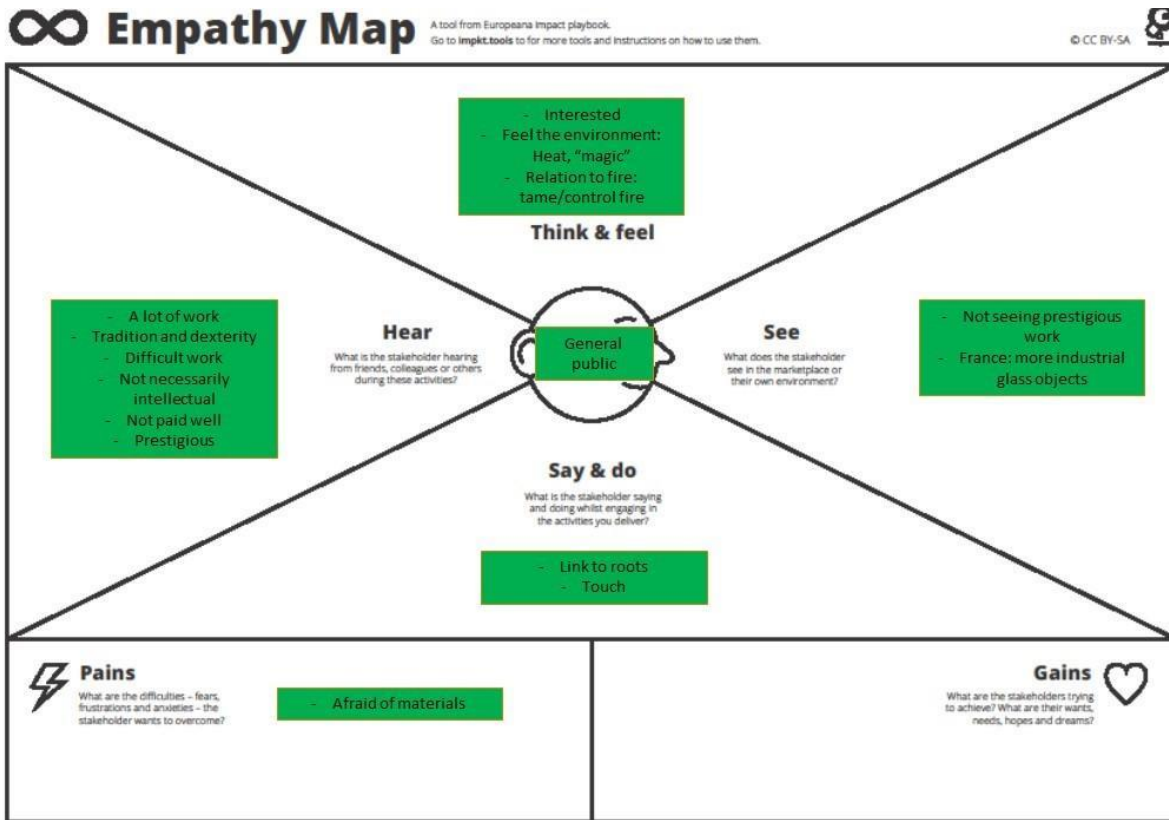 Empathy Map
A tool from Europeana Impact playbook.
Go to impkt.tools to for more tools and instructions on how to use them.
© CC BY-SA
- Interested
- Feel the environment:
Heat, “magic”
- Relation to fire:
tame/control fire
Think & feel
- A lot of work
- Tradition and dexterity
- Difficult work
- Not necessarily
intellectual
- Not paid well
- Prestigious
Hear
What is the stakeholder hearing
from friends, colleagues or others
during these activities?
General
public
See
What does the stakeholder
see in the marketplace or
their own environment?
- Not seeing prestigious
work
- France: more industrial
glass objects
Say & do
What is the stakeholder saying
and doing whilst engaging in
the activities you deliver?
- Link to roots
- Touch
Pains
What are the difficulties – fears,
frustrations and anxieties – the
stakeholder wants to overcome?
- Afraid of materials
Gains
What are the stakeholders trying
to achieve? What are their wants,
needs, hopes and dreams?